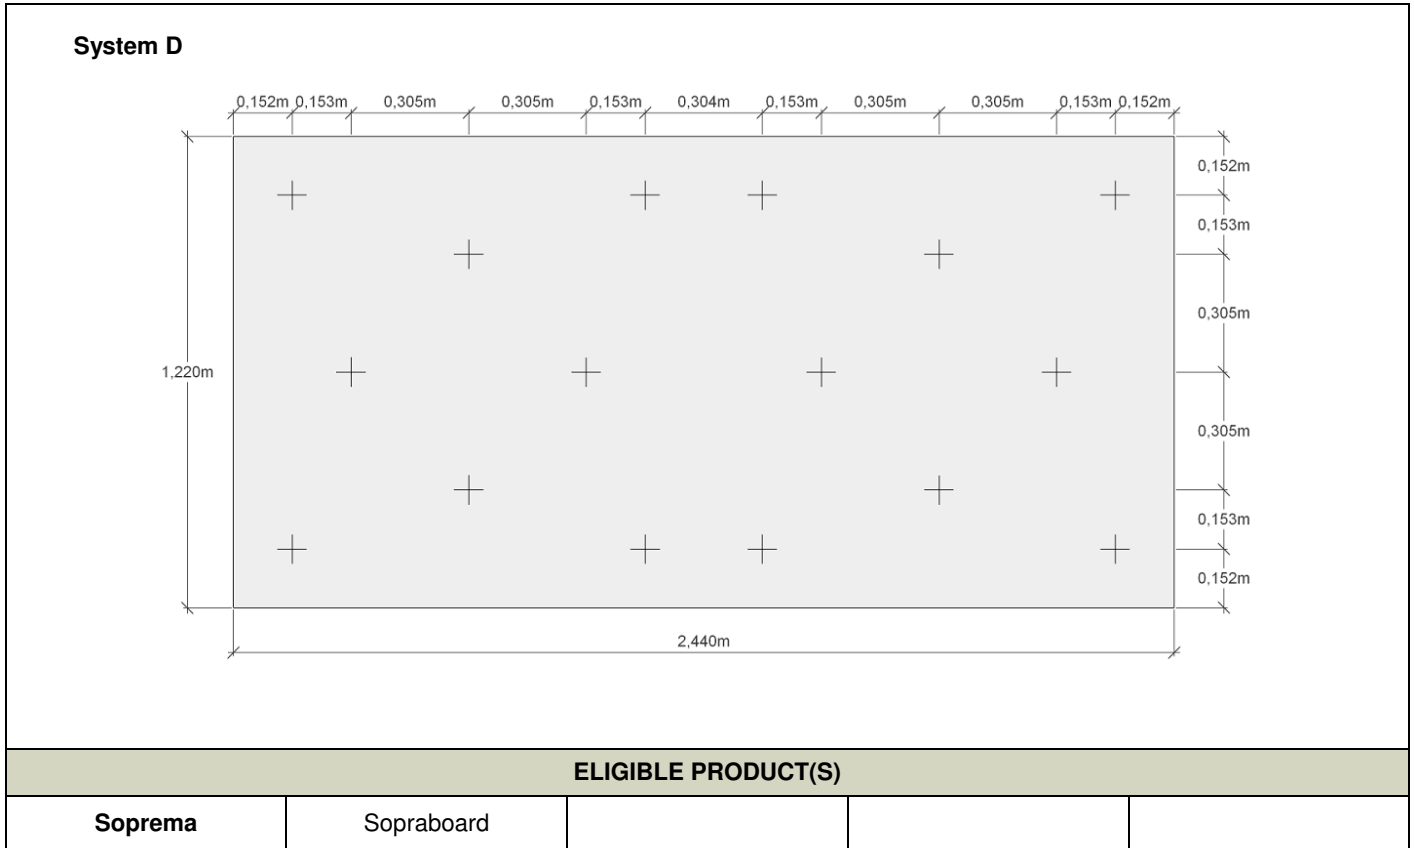 System D
0,152m 0,153m 0,305m 0,305m 0,153m 0,304m 0,153m 0,305m 0,305m 0,153m 0,152m
0,152m
0,153m
0,305m
1,220m
0,305m
0,153m
0,152m
2,440m
ELIGIBLE PRODUCT(S)
Soprema Sopraboard